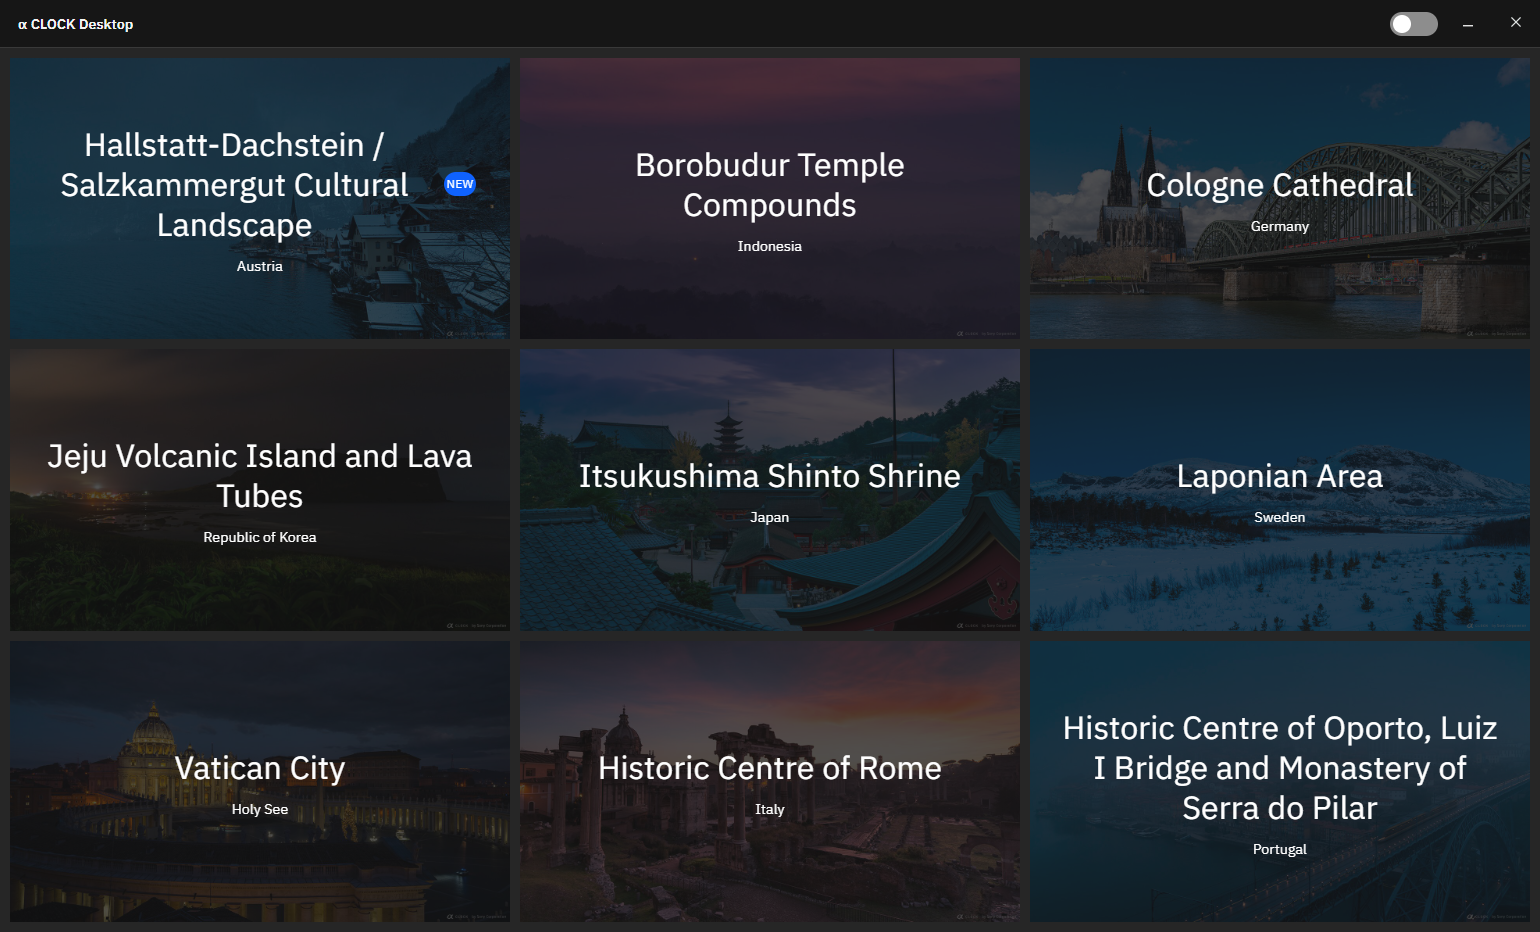 α CLOCK Desktop
Hallstatt-Dachstein /
Salzkammergut Cultural
Landscape
NEW
Austria
Borobudur Temple
Compounds
Indonesia
Cologne Cathedral
Germany
Jeju Volcanic Island and Lava
Tubes
Republic of Korea
Itsukushima Shinto Shrine
Japan
Laponian Area
Sweden
Vatican City
Holy See
Historic Centre of Rome
Italy
Historic Centre of Oporto, Luiz
I Bridge and Monastery of
Serra do Pilar
Portugal